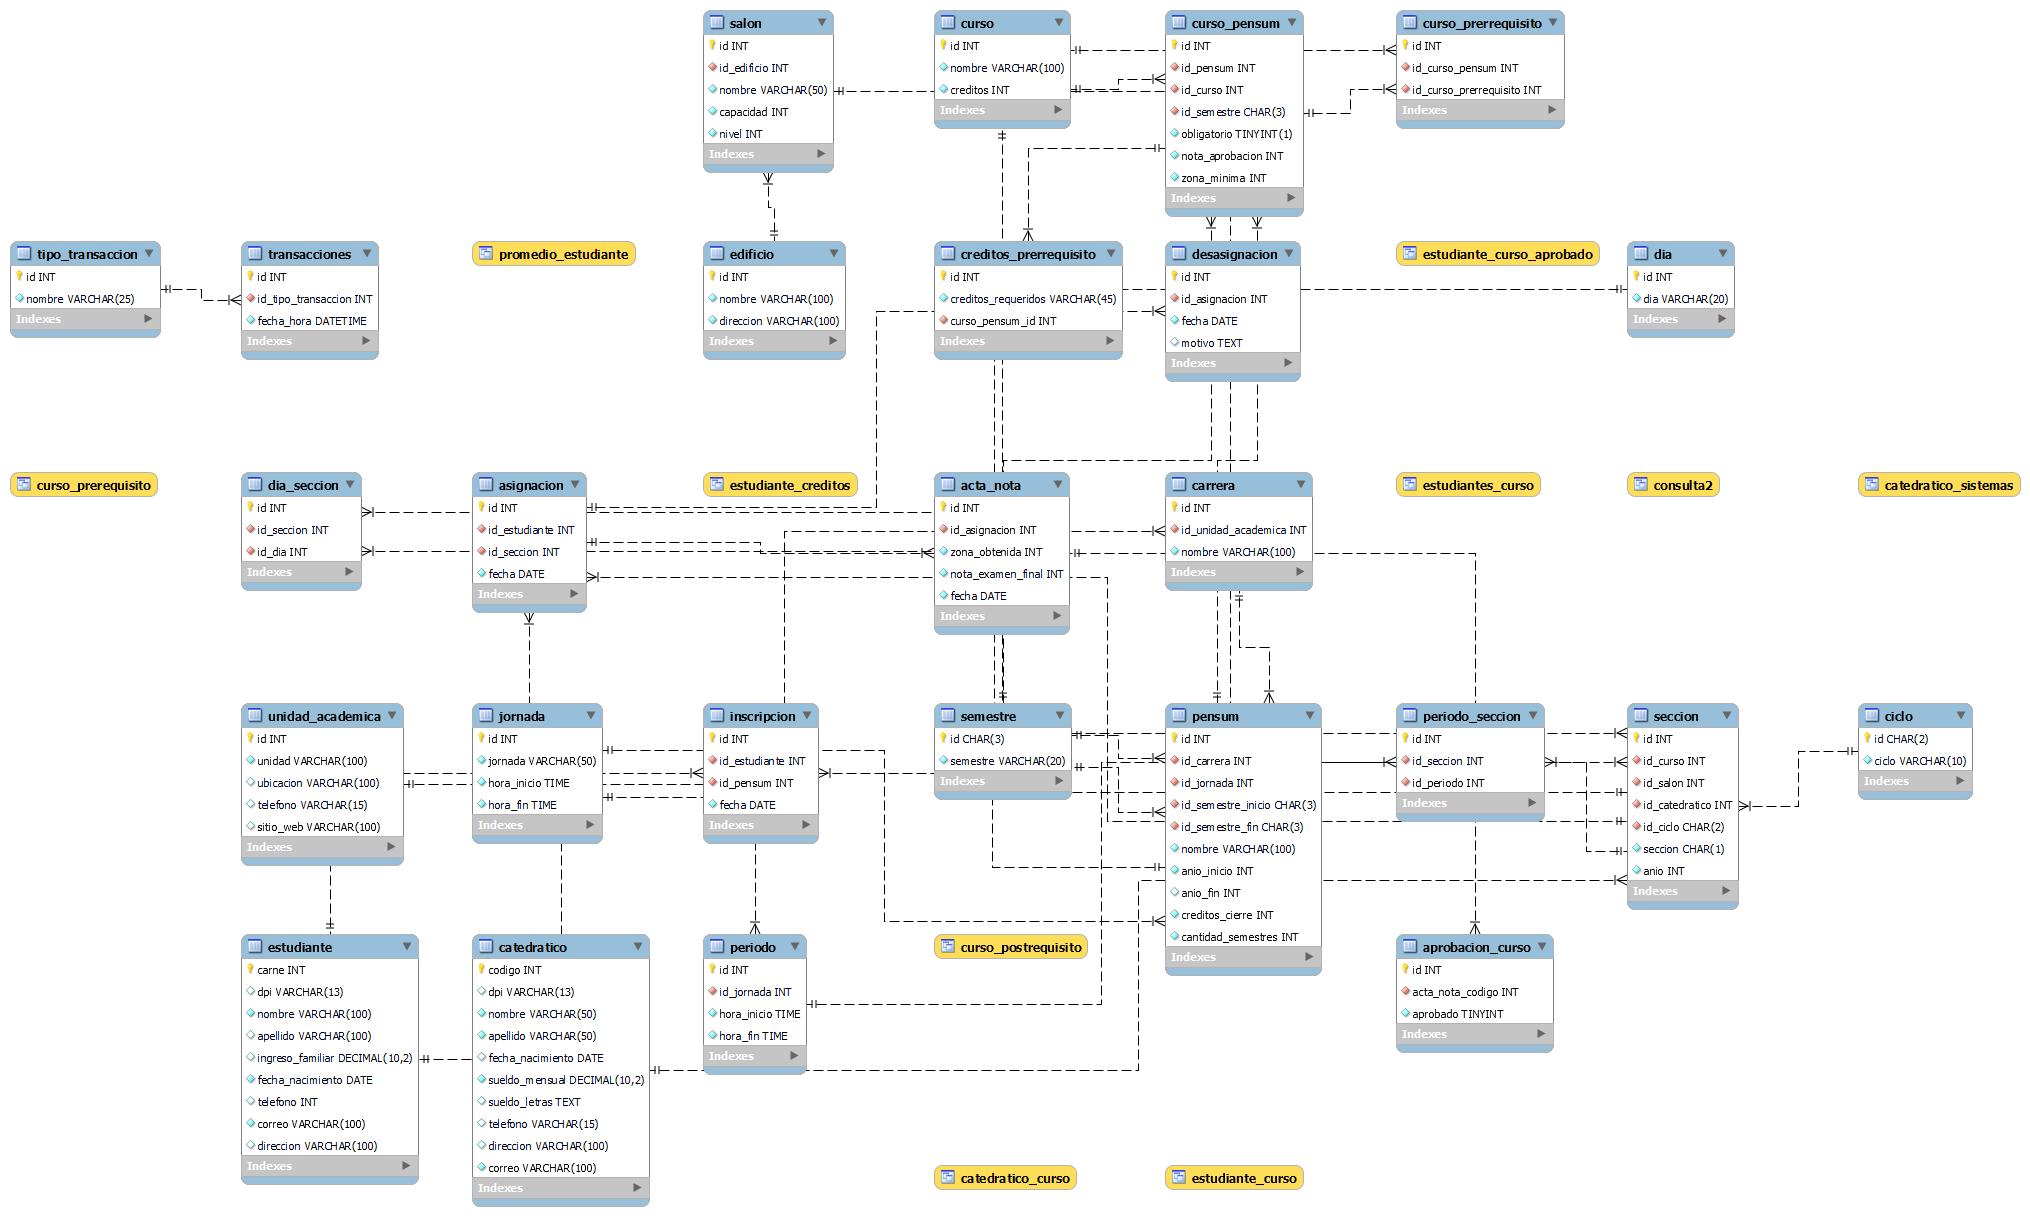 salon
id INT
id_edificio INT
nombre VARCHAR(50)
capacidad INT
nivel INT
Indexes
curso
id INT
nombre VARCHAR(100)
creditos INT
Indexes
curso_pensum
id INT
id_pensum INT
id_curso INT
id_semestre CHAR(3)
obligatorio TINYINT(1)
nota_aprobacion INT
zona_minima INT
Indexes
curso_prerrequisito
id INT
id_curso_pensum INT
id_curso_prerrequisito INT
Indexes
tipo_transaccion
id INT
nombre VARCHAR(25)
Indexes
transacciones
id INT
id_tipo_transaccion INT
fecha_hora DATETIME
Indexes
promedio_estudiante
edificio
id INT
nombre VARCHAR(100)
direccion VARCHAR(100)
Indexes
creditos_prerrequisito
id INT
creditos_requeridos VARCHAR(45)
curso_pensum_id INT
Indexes
desasignacion
id INT
id_asignacion INT
fecha DATE
motivo TEXT
Indexes
estudiante_curso_aprobado
dia
id INT
dia VARCHAR(20)
Indexes
curso_prerequisito
dia_seccion
id INT
id_seccion INT
id_dia INT
Indexes
asignacion
id INT
id_estudiante INT
id_seccion INT
fecha DATE
Indexes
estudiante_creditos
acta_nota
id INT
id_asignacion INT
zona_obtenida INT
nota_examen_final INT
fecha DATE
Indexes
carrera
id INT
id_unidad_academica INT
nombre VARCHAR(100)
Indexes
estudiantes_curso
consulta2
catedratico_sistemas
unidad_academica
id INT
unidad VARCHAR(100)
ubicacion VARCHAR(100)
telefono VARCHAR(15)
sitio_web VARCHAR(100)
Indexes
jornada
id INT
jornada VARCHAR(50)
hora_inicio TIME
hora_fin TIME
Indexes
inscripcion
id INT
id_estudiante INT
id_pensum INT
fecha DATE
Indexes
semestre
id CHAR(3)
semestre VARCHAR(20)
Indexes
pensum
id INT
id_carrera INT
id_jornada INT
id_semestre_inicio CHAR(3)
id_semestre_fin CHAR(3)
nombre VARCHAR(100)
anio_inicio INT
anio_fin INT
creditos_cierre INT
cantidad_semestres INT
Indexes
periodo_seccion
id INT
id_seccion INT
id_periodo INT
Indexes
seccion
id INT
id_curso INT
id_salon INT
id_catedratico INT
id_ciclo CHAR(2)
seccion CHAR(1)
anio INT
Indexes
ciclo
id CHAR(2)
ciclo VARCHAR(10)
Indexes
estudiante
carne INT
dpi VARCHAR(13)
nombre VARCHAR(100)
apellido VARCHAR(100)
ingreso_familiar DECIMAL(10,2)
fecha_nacimiento DATE
telefono INT
correo VARCHAR(100)
direccion VARCHAR(100)
Indexes
catedratico
codigo INT
dpi VARCHAR(13)
nombre VARCHAR(50)
apellido VARCHAR(50)
fecha_nacimiento DATE
sueldo_mensual DECIMAL(10,2)
sueldo_letras TEXT
telefono VARCHAR(15)
direccion VARCHAR(100)
correo VARCHAR(100)
Indexes
periodo
id INT
id_jornada INT
hora_inicio TIME
hora_fin TIME
Indexes
curso_postrequisito
aprobacion_curso
id INT
acta_nota_codigo INT
aprobado TINYINT
Indexes
catedratico_curso
estudiante_curso